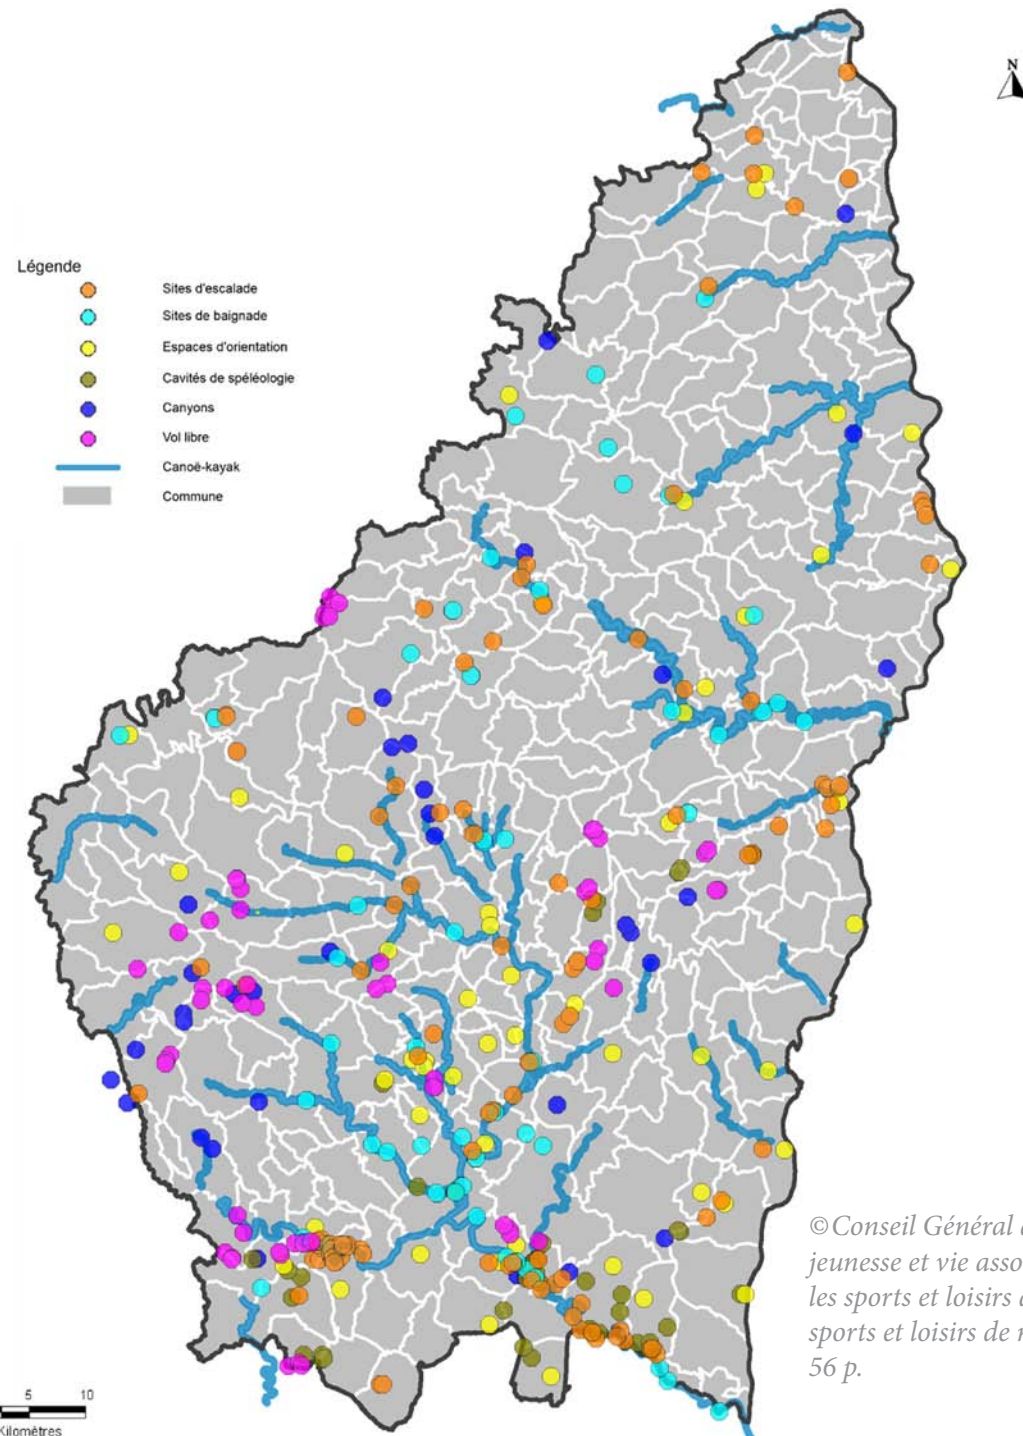 N
Légende
Sites d'escalade
Sites de baignade
Espaces d'orientation
Cavités de spéléologie
Canyons
Vol libre
Canoë-kayak
Commune
©Conseil Général
jeunesse et vie asso
les sports et loisirs
sports et loisirs de
56 p.
5 10
Kilomètres